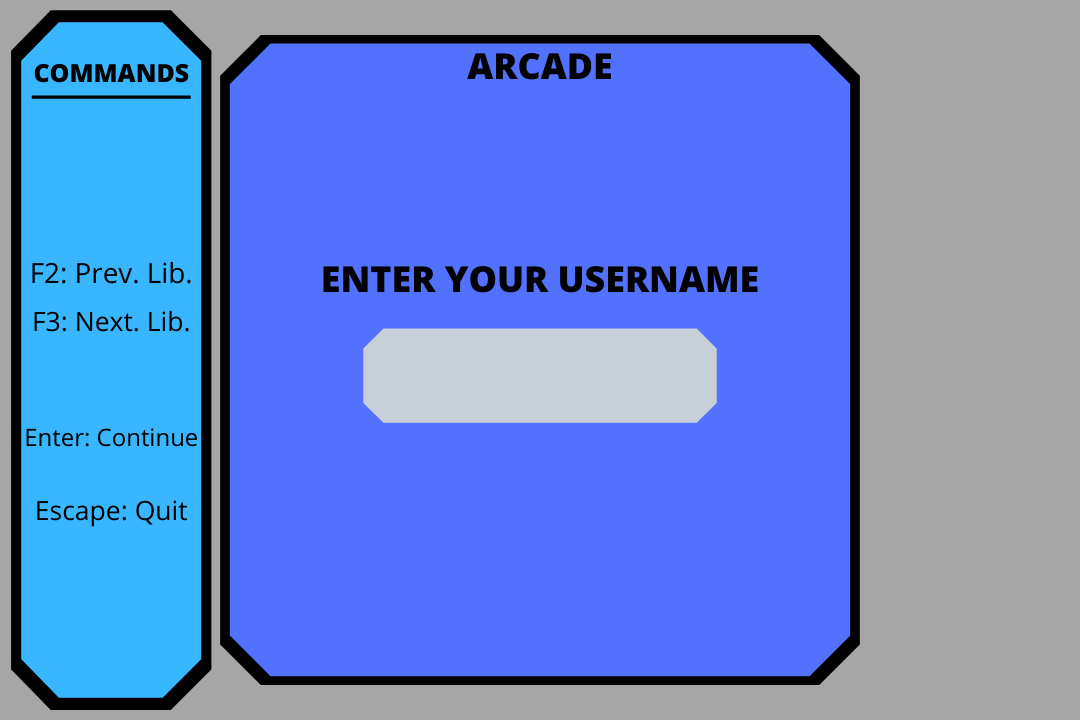 COMMANDS
F2: Prev. Lib.
F3: Next. Lib.
Enter: Continue
Escape: Quit
ARCADE
ENTER YOUR USERNAME